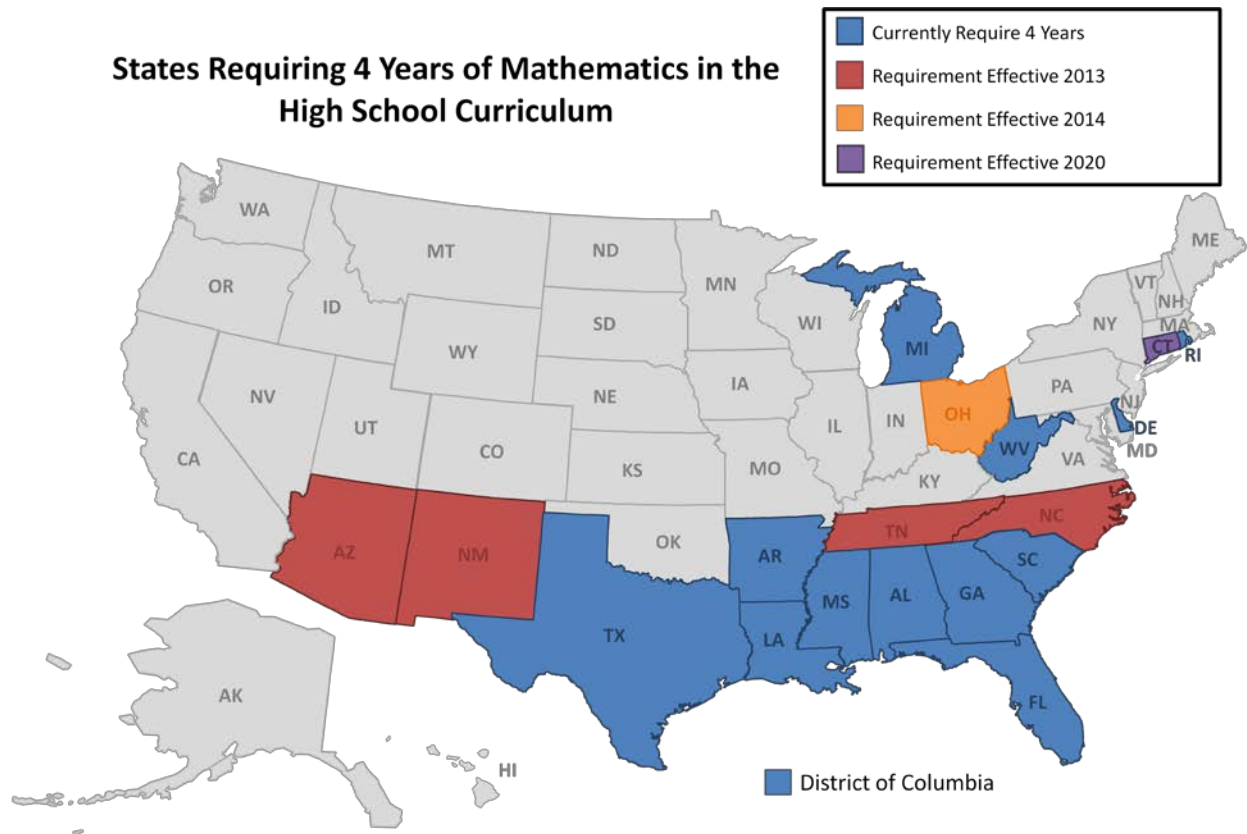 States Requiring 4 Years of Mathematics in the
High School Curriculum
Currently Require 4 Years
Requirement Effective 2013
Requirement Effective 2014
Requirement Effective 2020
WA
MT
ND
MN
ME
VT
NH
OR
ID
SD
WI
NY
MA
WY
MI
CT
RI
IA
PA
NV
NE
NJ
OH
IL
IN
UT
DE
CO
WV
MD
CA
KS
MO
VA
KY
NC
TN
AZ
NM
OK
AR
SC
MS
AL
GA
TX
LA
AK
FL
HI
District of Columbia